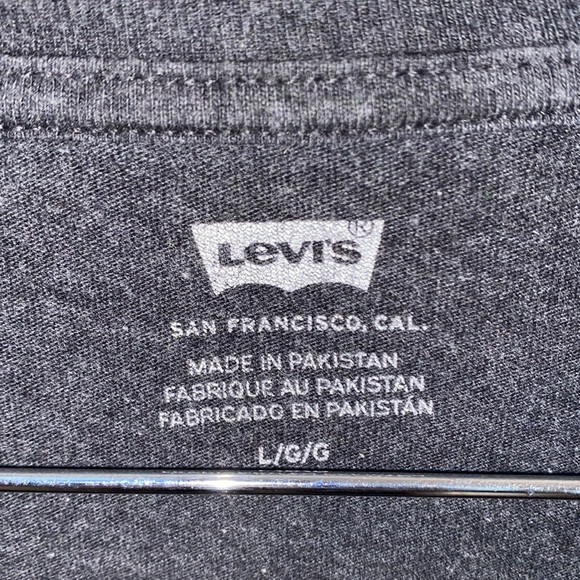 Levi's ®
SAN FRANCISCO, CAL.
MADE IN PAKISTAN
FABRIQUE AU PAKISTAN
FABRICADO EN PAKISTÁN
L/G/G